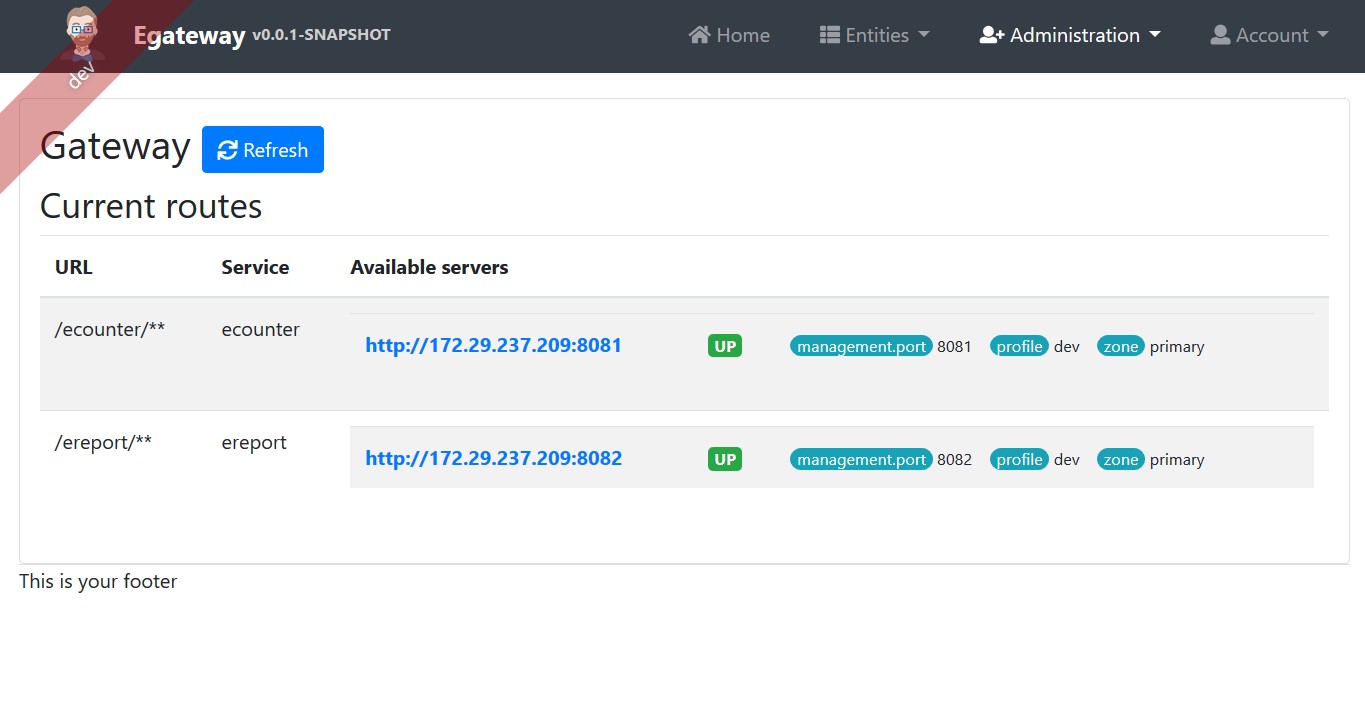 dev
Egateway v0.0.1-SNAPSHOT Home Entities Administration Account
Gateway Refresh
Current routes
URL Service Available servers
/ecounter/** ecounter http://172.29.237.209:8081 UP management.port 8081 profile dev zone primary
/ereport/** ereport http://172.29.237.209:8082 UP management.port 8082 profile dev zone primary
This is your footer